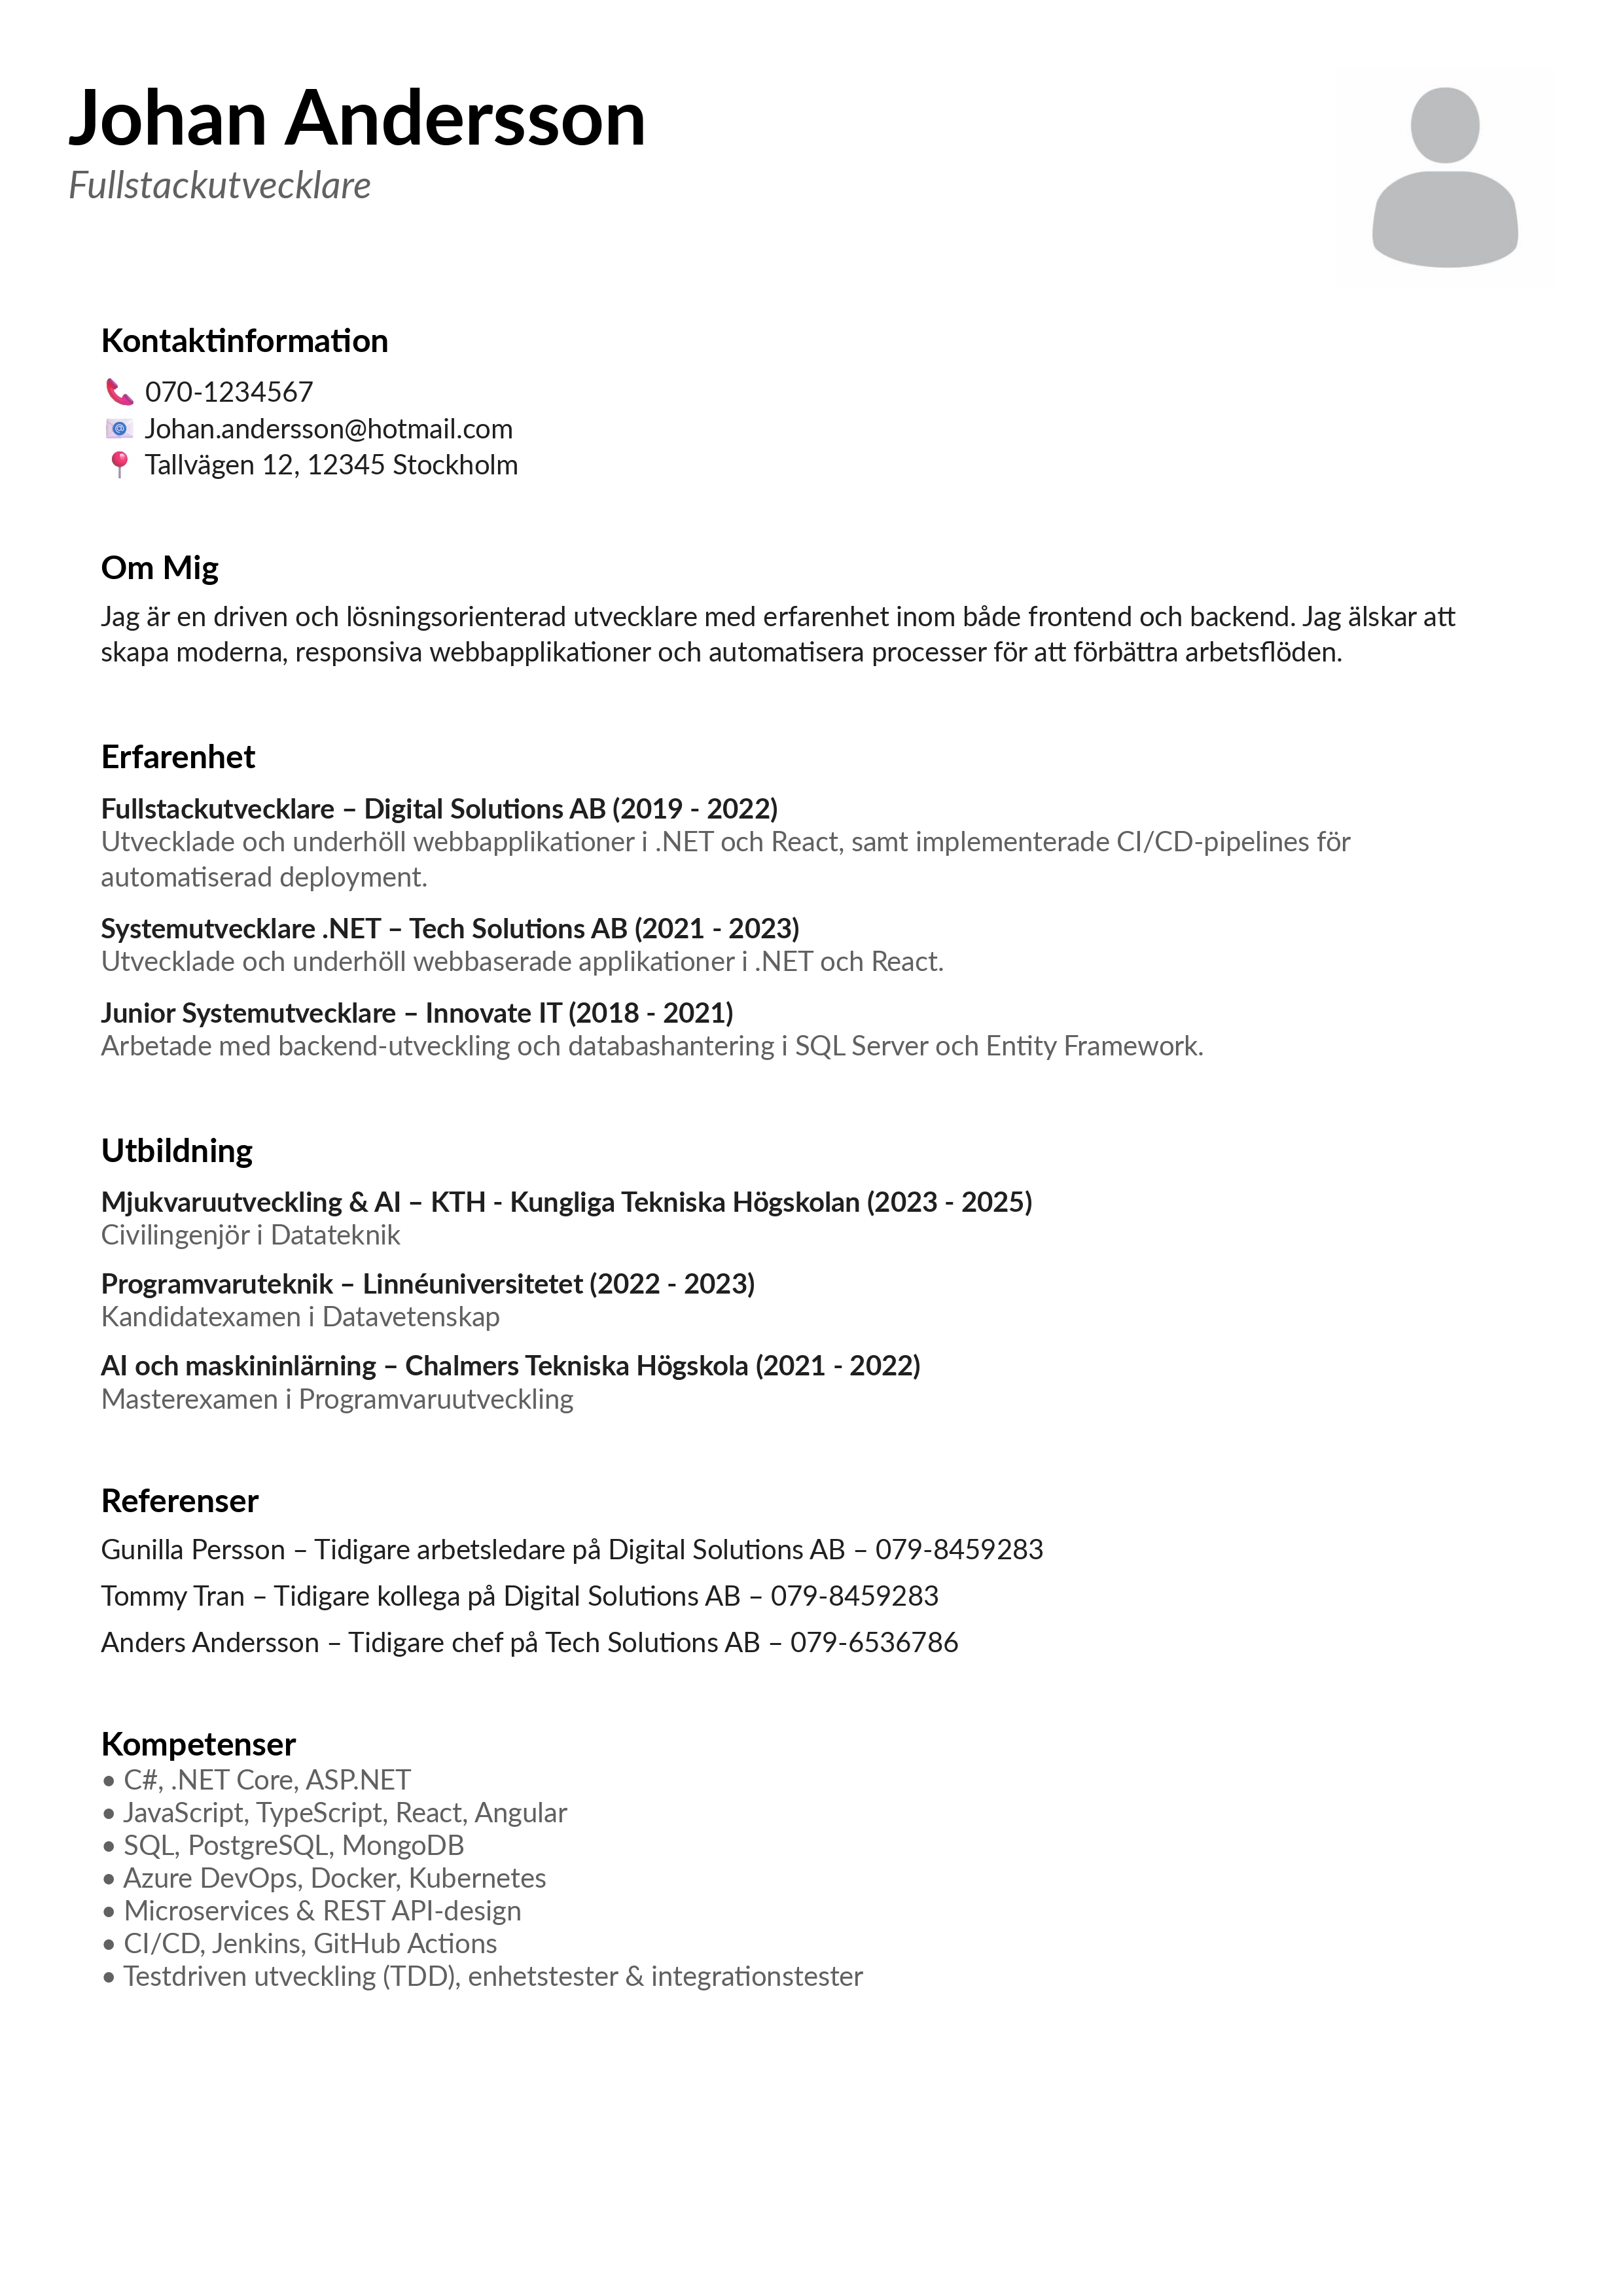 Johan Andersson
Fullstackutvecklare
Kontaktinformation
070-1234567
Johan.andersson@hotmail.com
Tallvägen 12, 12345 Stockholm
Om Mig
Jag är en driven och lösningsorienterad utvecklare med erfarenhet inom både frontend och backend. Jag älskar att
skapa moderna, responsiva webbapplikationer och automatisera processer för att förbättra arbetsflöden.
Erfarenhet
Fullstackutvecklare – Digital Solutions AB (2019 - 2022)
Utvecklade och underhöll webbapplikationer i .NET och React, samt implementerade CI/CD-pipelines för
automatiserad deployment.
Systemutvecklare .NET – Tech Solutions AB (2021 - 2023)
Utvecklade och underhöll webbaserade applikationer i .NET och React.
Junior Systemutvecklare – Innovate IT (2018 - 2021)
Arbetade med backend-utveckling och databashantering i SQL Server och Entity Framework.
Utbildning
Mjukvaruutveckling & AI – KTH - Kungliga Tekniska Högskolan (2023 - 2025)
Civilingenjör i Datateknik
Programvaruteknik – Linnéuniversitetet (2022 - 2023)
Kandidatexamen i Datavetenskap
AI och maskininlärning – Chalmers Tekniska Högskola (2021 - 2022)
Masterexamen i Programvaruutveckling
Referenser
Gunilla Persson – Tidigare arbetsledare på Digital Solutions AB – 079-8459283
Tommy Tran – Tidigare kollega på Digital Solutions AB – 079-8459283
Anders Andersson – Tidigare chef på Tech Solutions AB – 079-6536786
Kompetenser
• C#, .NET Core, ASP.NET
• JavaScript, TypeScript, React, Angular
• SQL, PostgreSQL, MongoDB
• Azure DevOps, Docker, Kubernetes
• Microservices & REST API-design
• CI/CD, Jenkins, GitHub Actions
• Testdriven utveckling (TDD), enhetstester & integrationstester